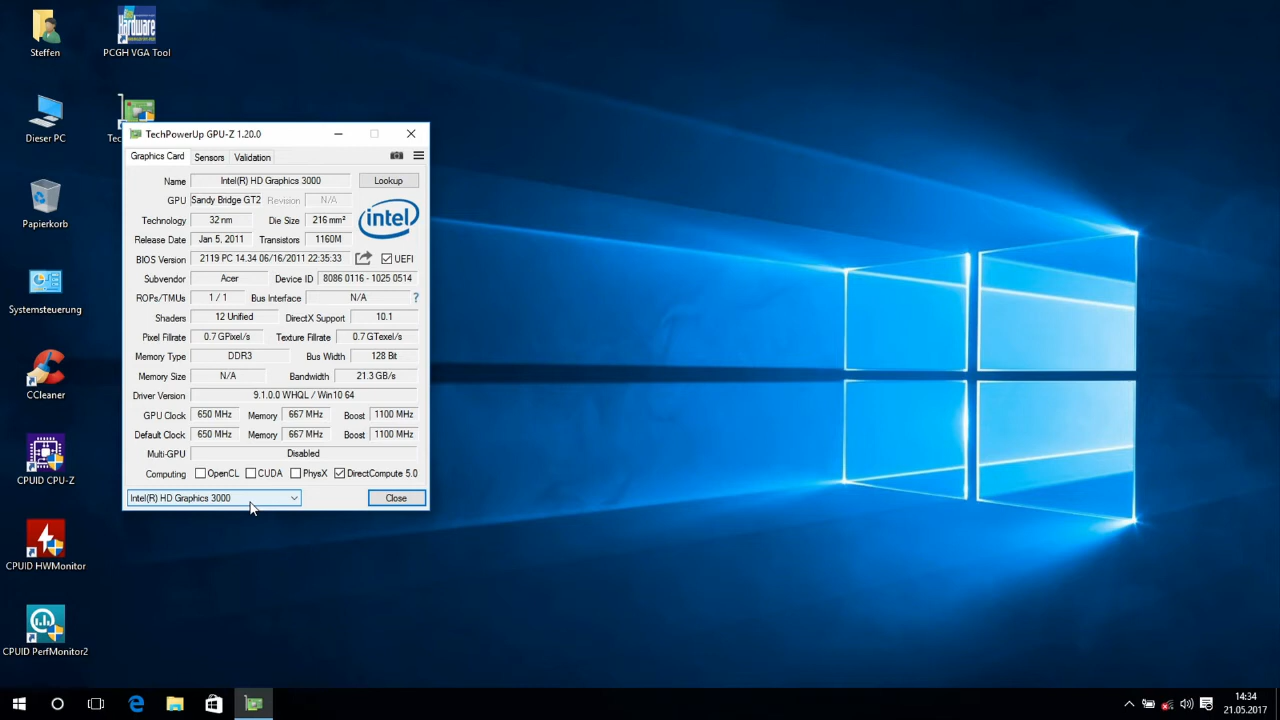 Steffen
PCGH VGA Tool
Hardware
Dieser PC
Papierkorb
Systemsteuerung
CCleaner
CPUID CPU-Z
CPUID HWMonitor
CPUID PerfMonitor2
TechPowerUp GPU-Z 1.20.0
Graphics Card Sensors Validation
Name Intel(R) HD Graphics 3000 Lookup
GPU Sandy Bridge GT2 Revision N/A
intel
Technology 32 nm Die Size 216 mm²
Release Date Jan 5, 2011 Transistors 1160M
BIOS Version 2119 PC 14.34 06/16/2011 22:35:33 UEFI
Subvendor Acer Device ID 8086 0116 - 1025 0514
ROPs/TMUs 1 / 1 Bus Interface N/A ?
Shaders 12 Unified DirectX Support 10.1
Pixel Fillrate 0.7 GPixel/s Texture Fillrate 0.7 GTexel/s
Memory Type DDR3 Bus Width 128 Bit
Memory Size N/A Bandwidth 21.3 GB/s
Driver Version 9.1.0.0 WHQL / Win10 64
GPU Clock 650 MHz Memory 667 MHz Boost 1100 MHz
Default Clock 650 MHz Memory 667 MHz Boost 1100 MHz
Multi-GPU Disabled
Computing OpenCL CUDA PhysX DirectCompute 5.0
Intel(R) HD Graphics 3000 Close
14:34
21.05.2017